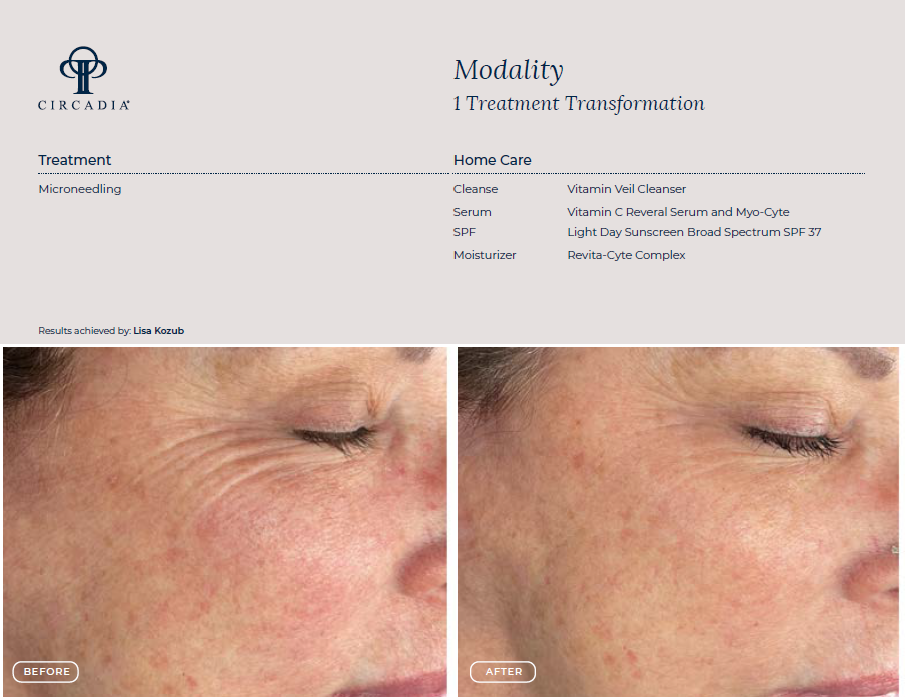 CIRCADIA®
Modality
1 Treatment Transformation
Treatment
Microneedling
Home Care
Cleanse Vitamin Veil Cleanser
Serum Vitamin C Reveral Serum and Myo-Cyte
SPF Light Day Sunscreen Broad Spectrum SPF 37
Moisturizer Revita-Cyte Complex
Results achieved by: Lisa Kozub
BEFORE
AFTER